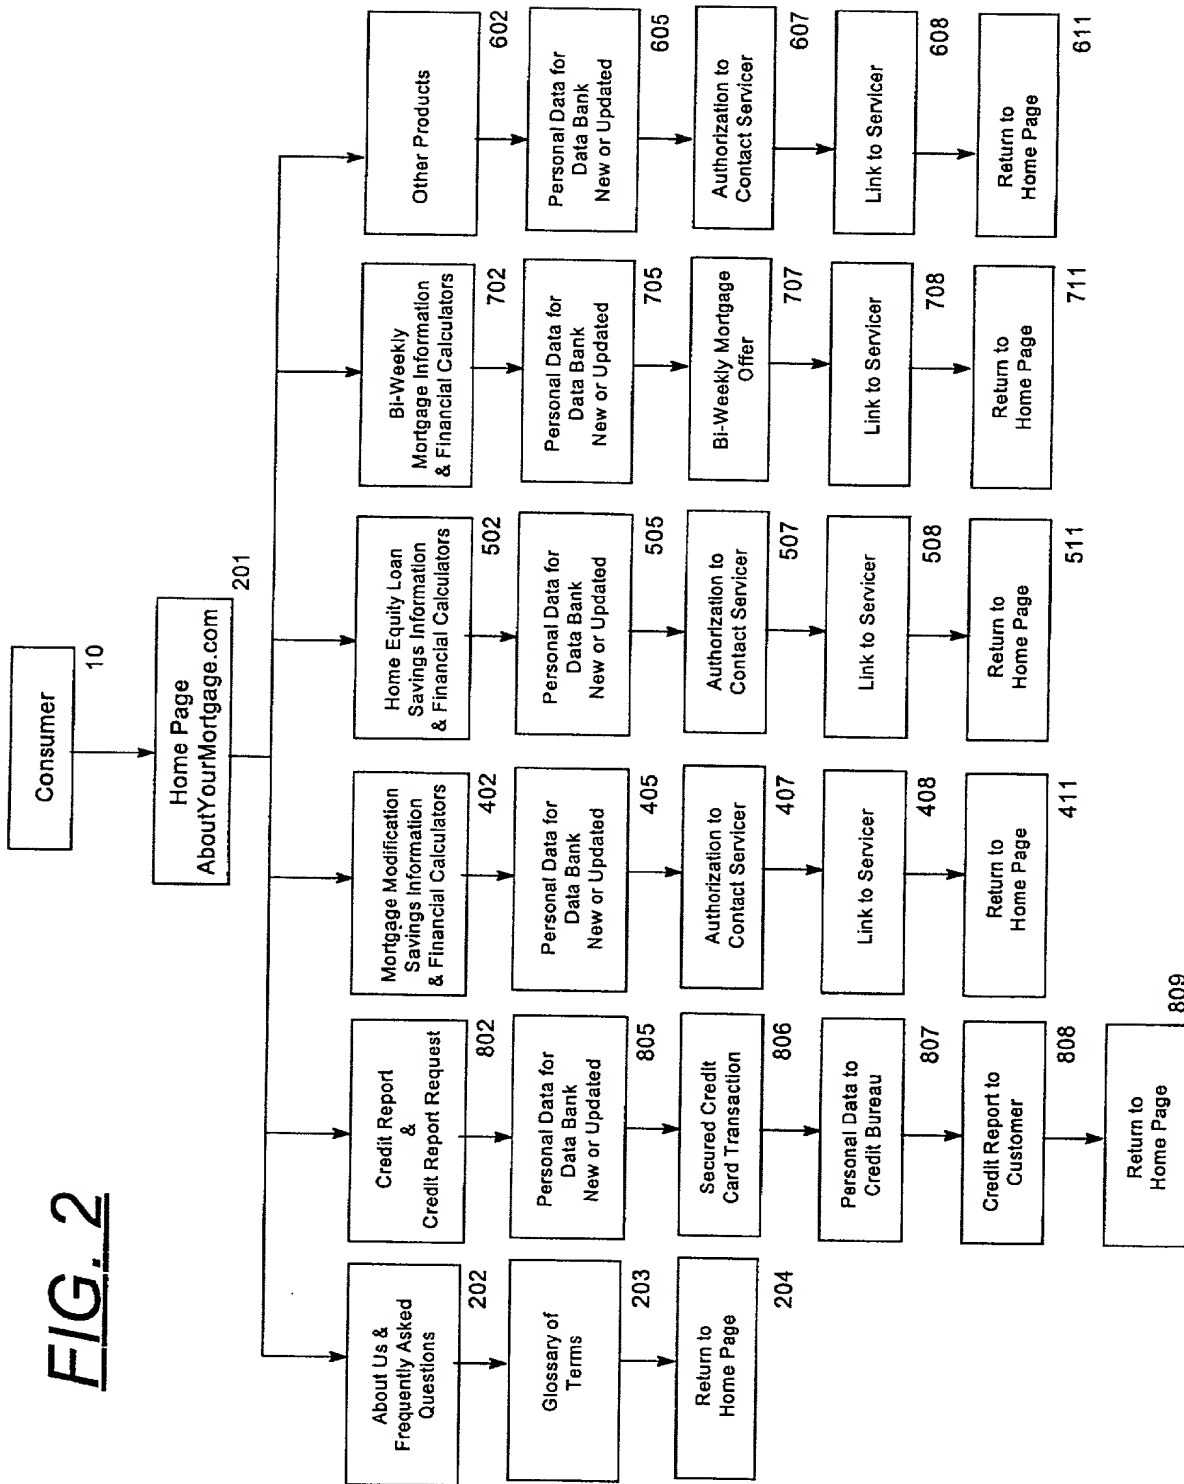 FIG. 2
Consumer
10
Home Page
AboutYourMortgage.com
201
About Us &
Frequently Asked
Questions
202
Glossary of
Terms
203
Return to
Home Page
204
Credit Report
&
Credit Report Request
802
Personal Data for
Data Bank
New or Updated
805
Secured Credit
Card Transaction
806
Personal Data to
Credit Bureau
807
Credit Report to
Customer
808
Return to
Home Page
809
Mortgage Modification
Savings Information
& Financial Calculators
402
Personal Data for
Data Bank
New or Updated
405
Authorization to
Contact Servicer
407
Link to Servicer
408
Return to
Home Page
411
Home Equity Loan
Savings Information
& Financial Calculators
502
Personal Data for
Data Bank
New or Updated
505
Authorization to
Contact Servicer
507
Link to Servicer
508
Return to
Home Page
511
Bi-Weekly
Mortgage Information
& Financial Calculators
702
Personal Data for
Data Bank
New or Updated
705
Bi-Weekly Mortgage
Offer
707
Link to Servicer
708
Return to
Home Page
711
Other Products
602
Personal Data for
Data Bank
New or Updated
605
Authorization to
Contact Servicer
607
Link to Servicer
608
Return to
Home Page
611